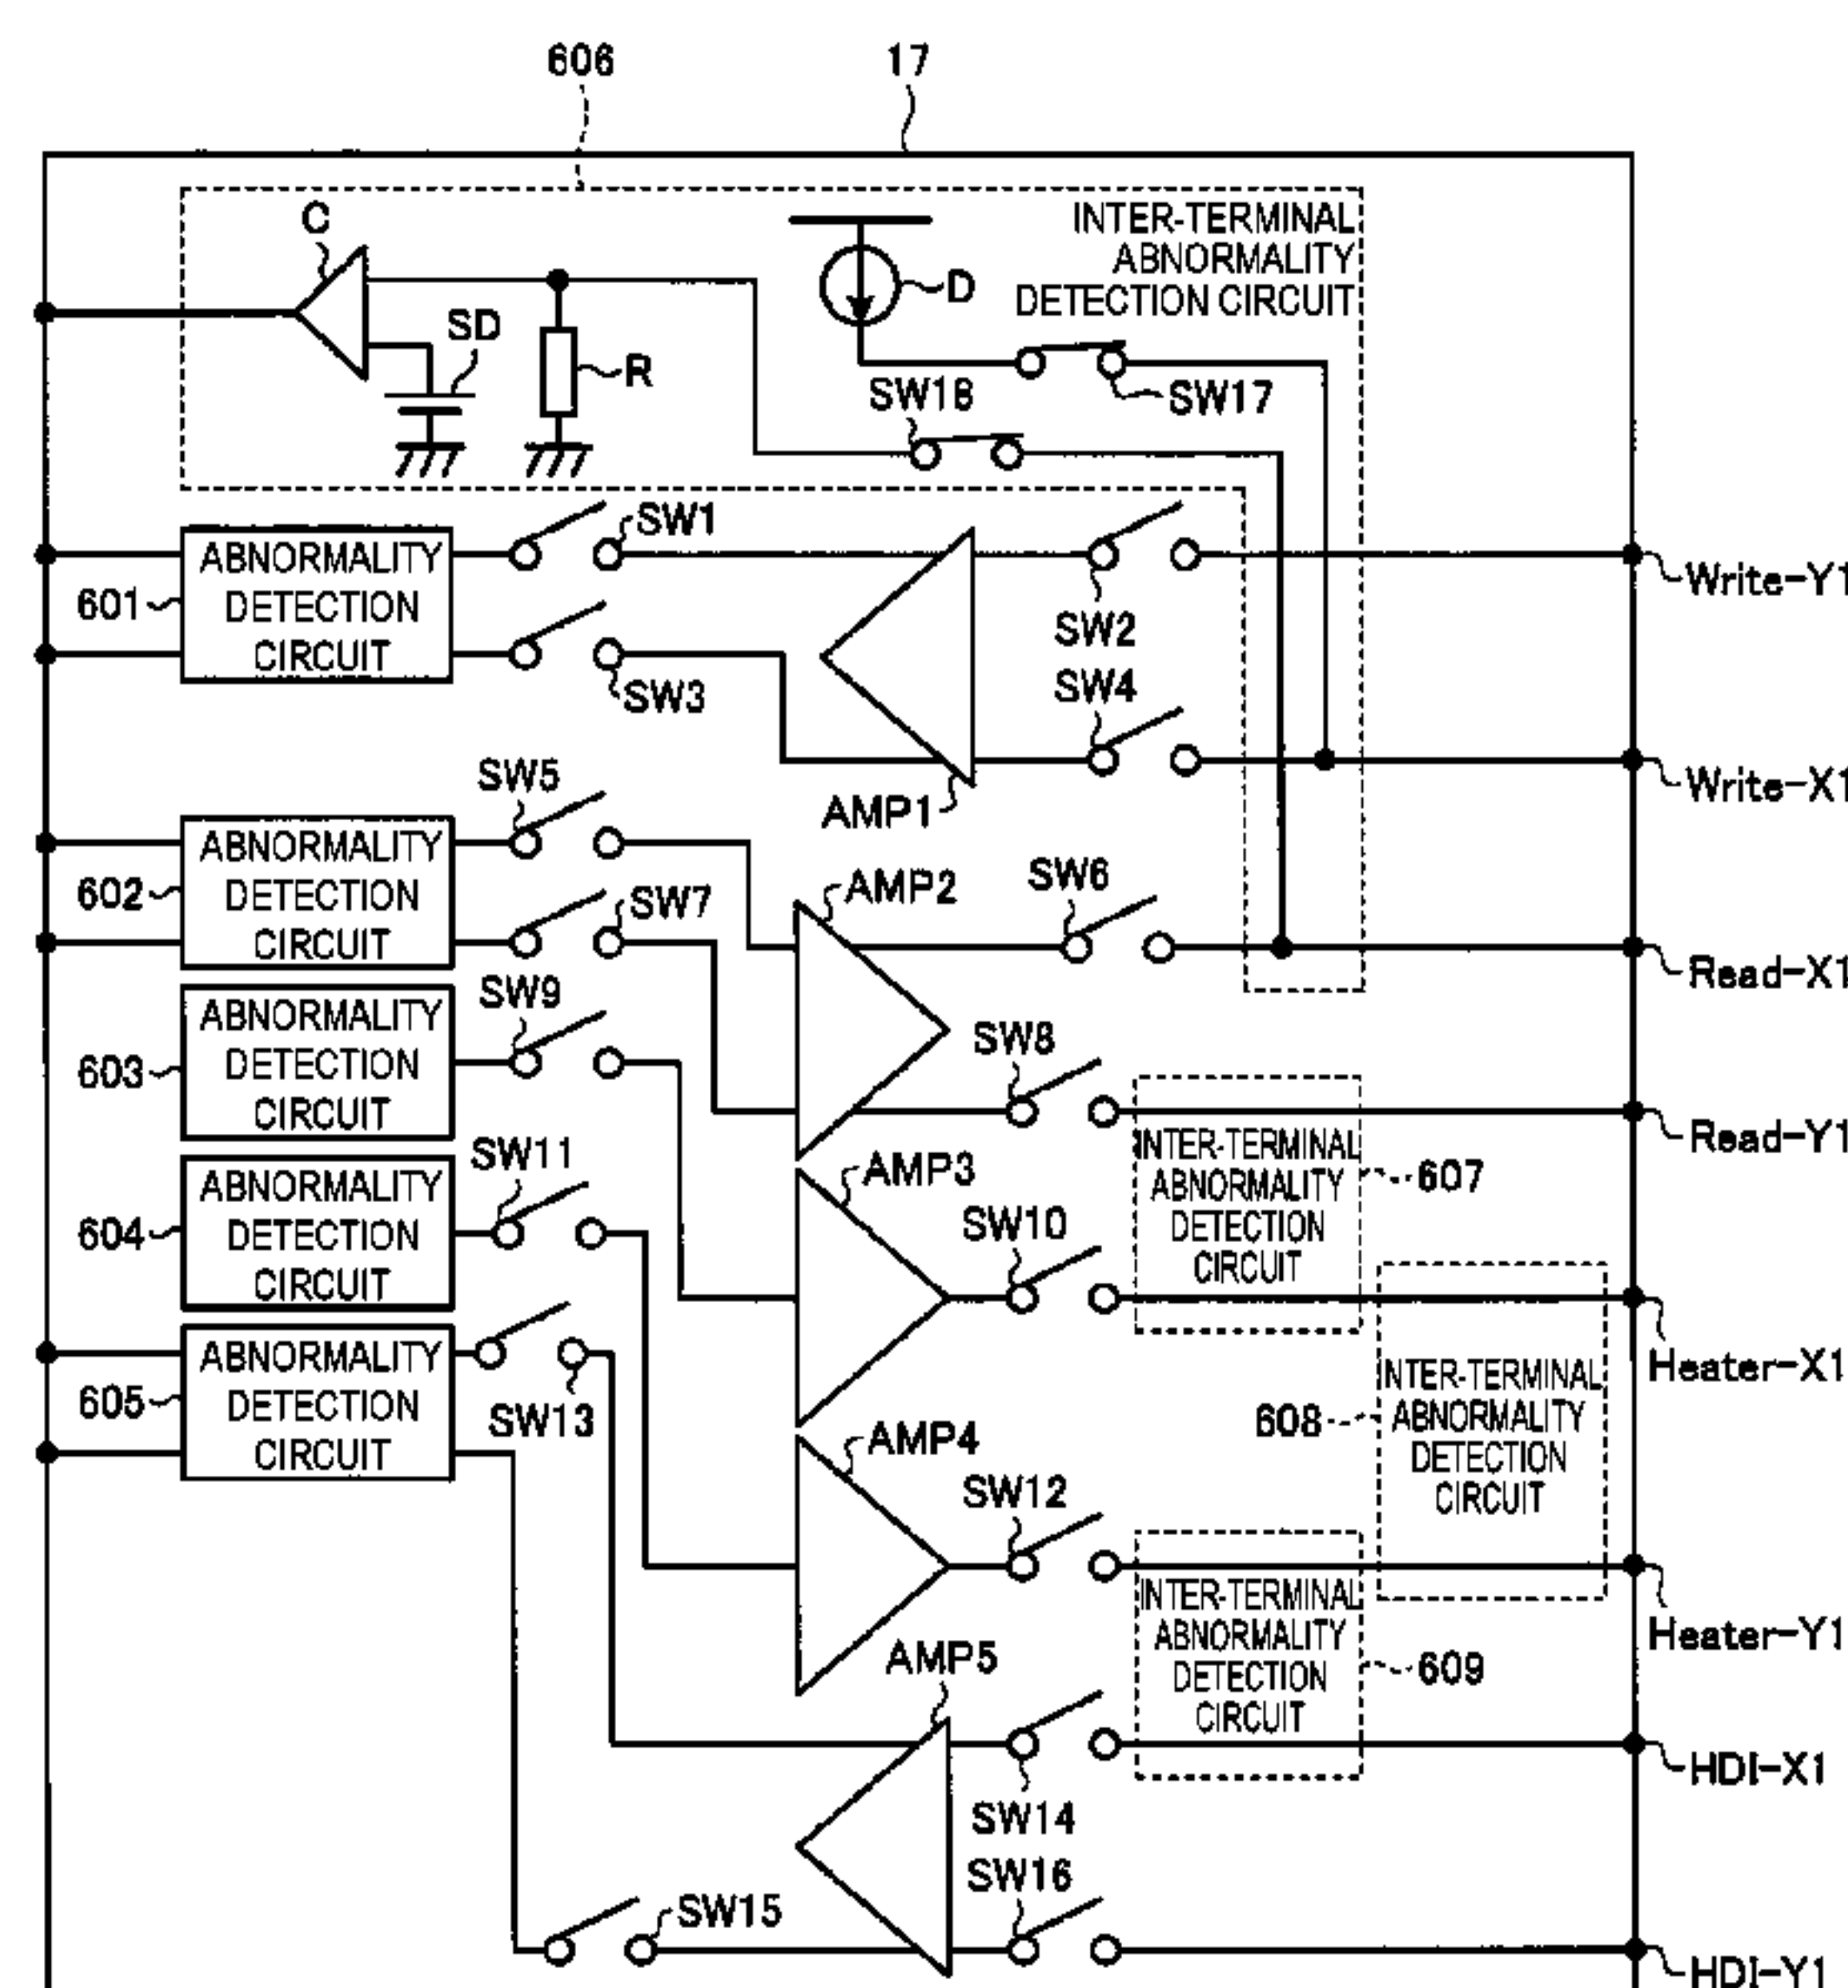 606
17
C
INTER-TERMINAL
ABNORMALITY
DETECTION CIRCUIT
D
SD
R
SW18
SW17
ABNORMALITY
DETECTION
CIRCUIT
601
SW1
SW3
SW2
SW4
AMP1
Write-Y1
Write-X1
ABNORMALITY
DETECTION
CIRCUIT
602
SW5
SW7
AMP2
SW6
Read-X1
ABNORMALITY
DETECTION
CIRCUIT
603
SW9
SW8
Read-Y1
INTER-TERMINAL
ABNORMALITY
DETECTION
CIRCUIT
607
ABNORMALITY
DETECTION
CIRCUIT
604
SW11
AMP3
SW10
Heater-X1
ABNORMALITY
DETECTION
CIRCUIT
605
SW13
INTER-TERMINAL
ABNORMALITY
DETECTION
CIRCUIT
608
AMP4
SW12
Heater-Y1
INTER-TERMINAL
ABNORMALITY
DETECTION
CIRCUIT
609
AMP5
SW14
HDI-X1
SW15
SW16
HDI-Y1